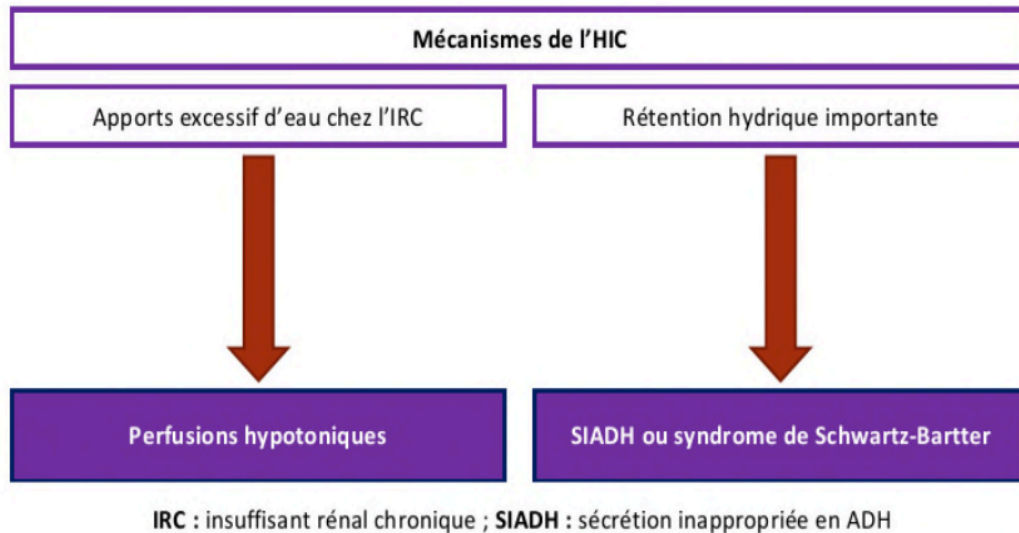 Mécanismes de l'HIC
Apports excessif d'eau chez l'IRC
Rétention hydrique importante
Perfusions hypotoniques
SIADH ou syndrome de Schwartz-Bartter
IRC : insuffisant rénal chronique ; SIADH : sécrétion inappropriée en ADH